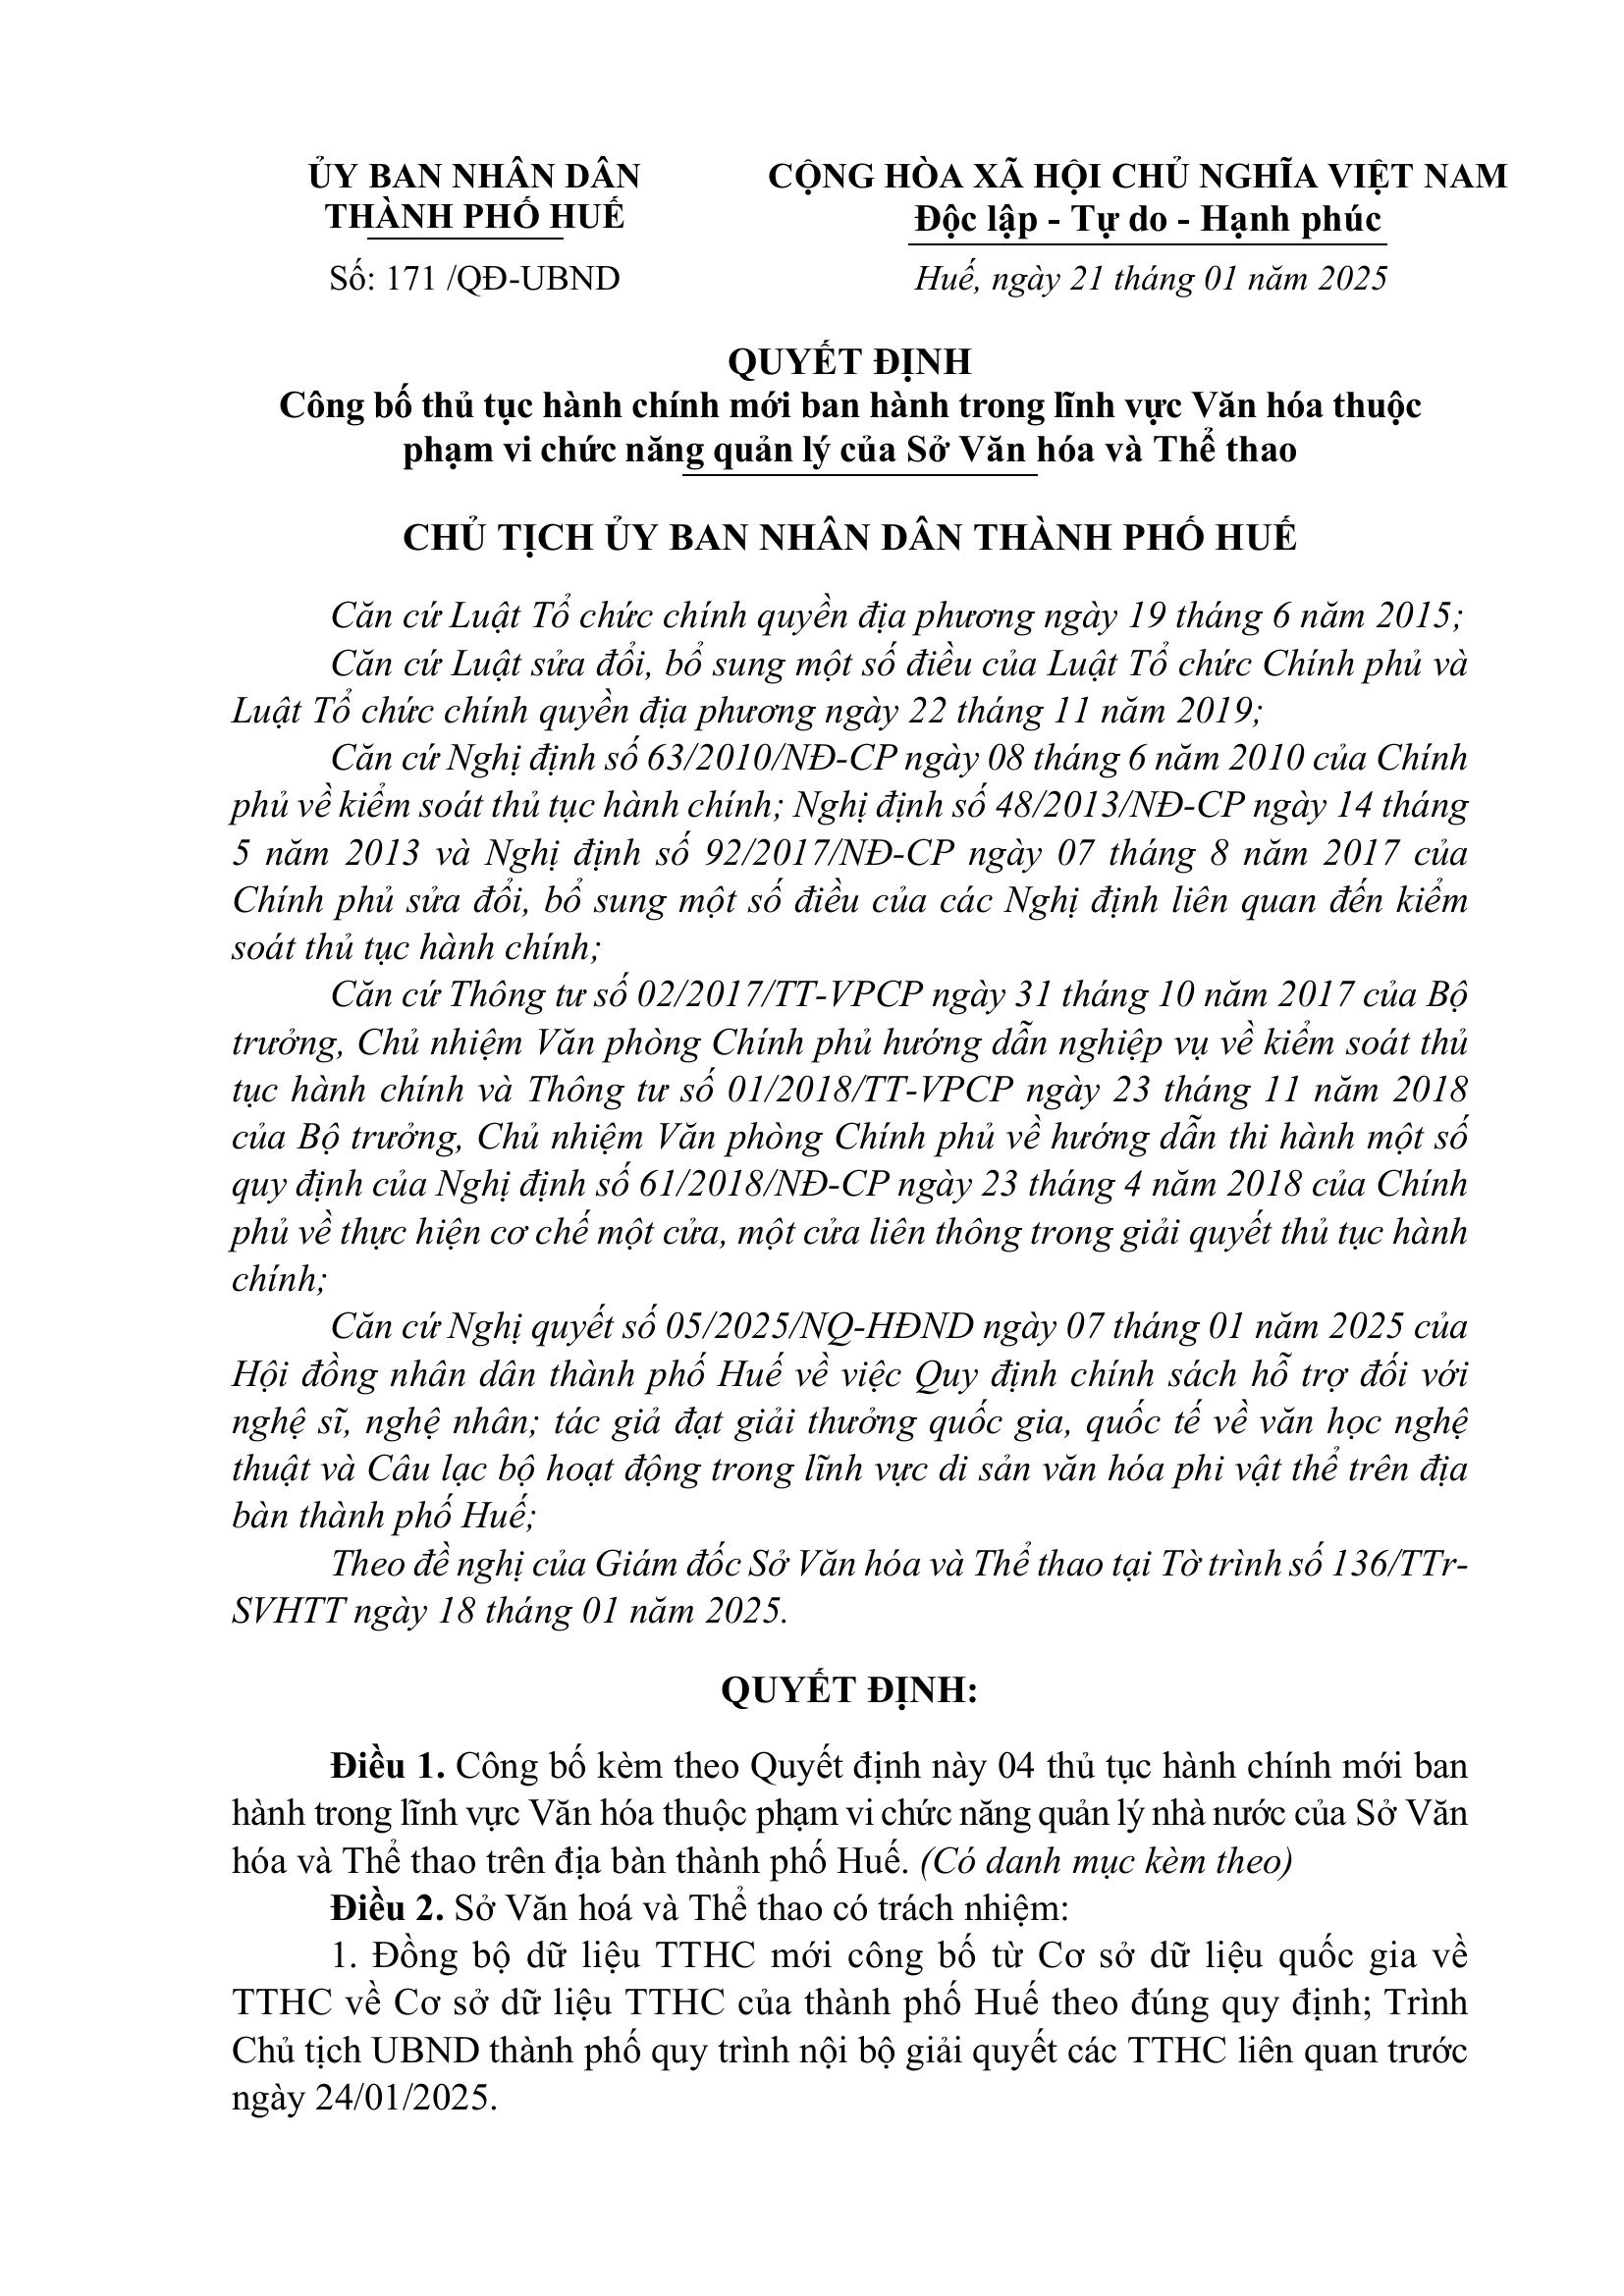 ỦY BAN NHÂN DÂN
THÀNH PHỐ HUẾ
Số: 171 /QĐ-UBND
CỘNG HÒA XÃ HỘI CHỦ NGHĨA VIỆT NAM
Độc lập - Tự do - Hạnh phúc
Huế, ngày 21 tháng 01 năm 2025
QUYẾT ĐỊNH
Công bố thủ tục hành chính mới ban hành trong lĩnh vực Văn hóa thuộc
phạm vi chức năng quản lý của Sở Văn hóa và Thể thao
CHỦ TỊCH ỦY BAN NHÂN DÂN THÀNH PHỐ HUẾ
Căn cứ Luật Tổ chức chính quyền địa phương ngày 19 tháng 6 năm 2015;
Căn cứ Luật sửa đổi, bổ sung một số điều của Luật Tổ chức Chính phủ và
Luật Tổ chức chính quyền địa phương ngày 22 tháng 11 năm 2019;
Căn cứ Nghị định số 63/2010/NĐ-CP ngày 08 tháng 6 năm 2010 của Chính
phủ về kiểm soát thủ tục hành chính; Nghị định số 48/2013/NĐ-CP ngày 14 tháng
5 năm 2013 và Nghị định số 92/2017/NĐ-CP ngày 07 tháng 8 năm 2017 của
Chính phủ sửa đổi, bổ sung một số điều của các Nghị định liên quan đến kiểm
soát thủ tục hành chính;
Căn cứ Thông tư số 02/2017/TT-VPCP ngày 31 tháng 10 năm 2017 của Bộ
trưởng, Chủ nhiệm Văn phòng Chính phủ hướng dẫn nghiệp vụ về kiểm soát thủ
tục hành chính và Thông tư số 01/2018/TT-VPCP ngày 23 tháng 11 năm 2018
của Bộ trưởng, Chủ nhiệm Văn phòng Chính phủ về hướng dẫn thi hành một số
quy định của Nghị định số 61/2018/NĐ-CP ngày 23 tháng 4 năm 2018 của Chính
phủ về thực hiện cơ chế một cửa, một cửa liên thông trong giải quyết thủ tục hành
chính;
Căn cứ Nghị quyết số 05/2025/NQ-HĐND ngày 07 tháng 01 năm 2025 của
Hội đồng nhân dân thành phố Huế về việc Quy định chính sách hỗ trợ đối với
nghệ sĩ, nghệ nhân; tác giả đạt giải thưởng quốc gia, quốc tế về văn học nghệ
thuật và Câu lạc bộ hoạt động trong lĩnh vực di sản văn hóa phi vật thể trên địa
bàn thành phố Huế;
Theo đề nghị của Giám đốc Sở Văn hóa và Thể thao tại Tờ trình số 136/TTr-
SVHTT ngày 18 tháng 01 năm 2025.
QUYẾT ĐỊNH:
Điều 1. Công bố kèm theo Quyết định này 04 thủ tục hành chính mới ban
hành trong lĩnh vực Văn hóa thuộc phạm vi chức năng quản lý nhà nước của Sở Văn
hóa và Thể thao trên địa bàn thành phố Huế. (Có danh mục kèm theo)
Điều 2. Sở Văn hoá và Thể thao có trách nhiệm:
1. Đồng bộ dữ liệu TTHC mới công bố từ Cơ sở dữ liệu quốc gia về
TTHC về Cơ sở dữ liệu TTHC của thành phố Huế theo đúng quy định; Trình
Chủ tịch UBND thành phố quy trình nội bộ giải quyết các TTHC liên quan trước
ngày 24/01/2025.